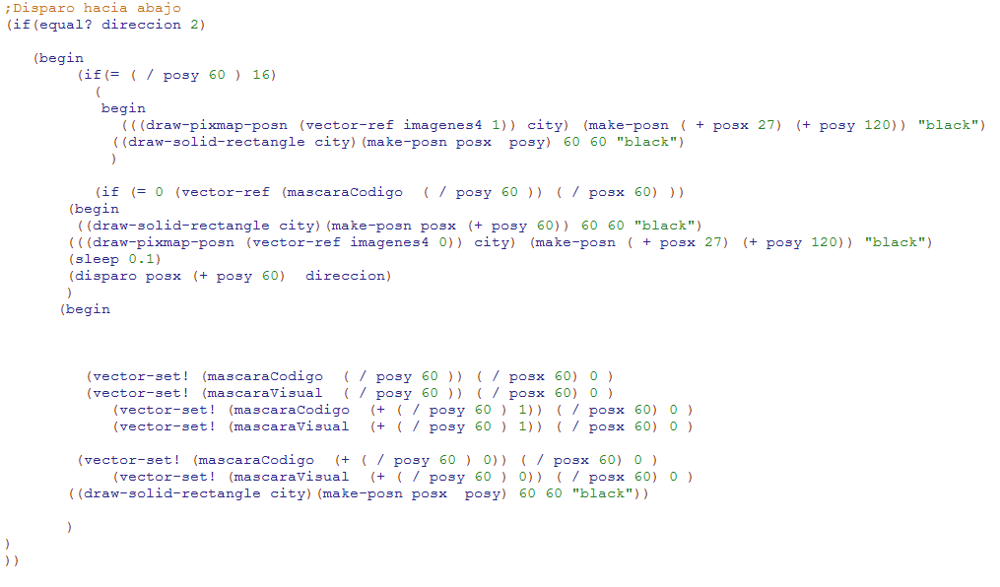 ;Disparo hacia abajo
(if(equal? direccion 2)
(begin
(if(= ( / posy 60 ) 16)
(
begin
(((draw-pixmap-posn (vector-ref imagenes4 1)) city) (make-posn ( + posx 27) (+ posy 120)) "black")
((draw-solid-rectangle city)(make-posn posx  posy) 60 60 "black")
)
(if (= 0 (vector-ref (mascaraCodigo  ( / posy 60 )) ( / posx 60) ))
(begin
((draw-solid-rectangle city)(make-posn posx (+ posy 60)) 60 60 "black")
(((draw-pixmap-posn (vector-ref imagenes4 0)) city) (make-posn ( + posx 27) (+ posy 120)) "black")
(sleep 0.1)
(disparo posx (+ posy 60)  direccion)
)
(begin
(vector-set! (mascaraCodigo  ( / posy 60 )) ( / posx 60) 0 )
(vector-set! (mascaraVisual  ( / posy 60 )) ( / posx 60) 0 )
(vector-set! (mascaraCodigo  (+ ( / posy 60 ) 1)) ( / posx 60) 0 )
(vector-set! (mascaraVisual  (+ ( / posy 60 ) 1)) ( / posx 60) 0 )
(vector-set! (mascaraCodigo  (+ ( / posy 60 ) 0)) ( / posx 60) 0 )
(vector-set! (mascaraVisual  (+ ( / posy 60 ) 0)) ( / posx 60) 0 )
((draw-solid-rectangle city)(make-posn posx  posy) 60 60 "black"))
)
)
))